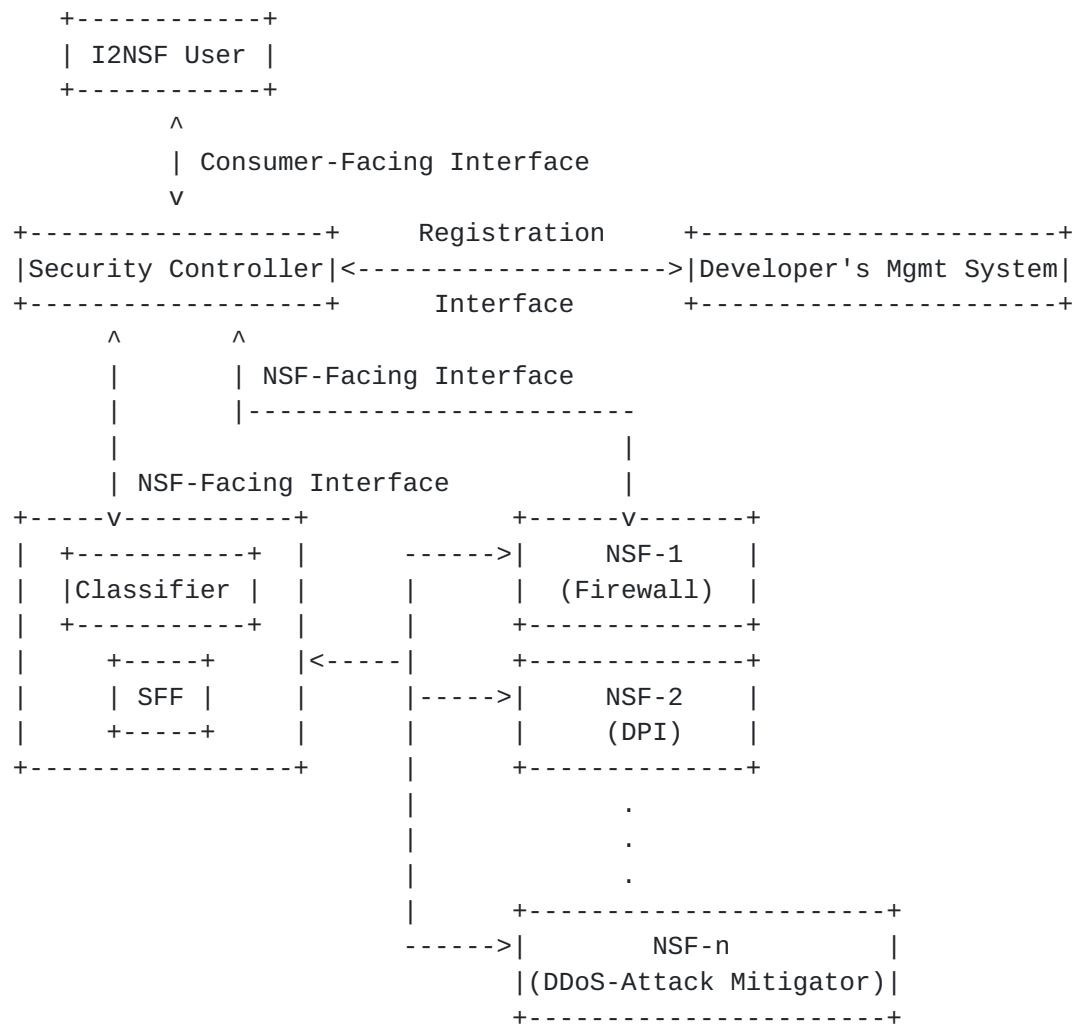 I2NSF User
Consumer-Facing Interface
Registration
Security Controller
Developer's Mgmt System
Interface
NSF-Facing Interface
NSF-Facing Interface
NSF-1
Classifier
(Firewall)
SFF
NSF-2
(DPI)
NSF-n
(DDoS-Attack Mitigator)